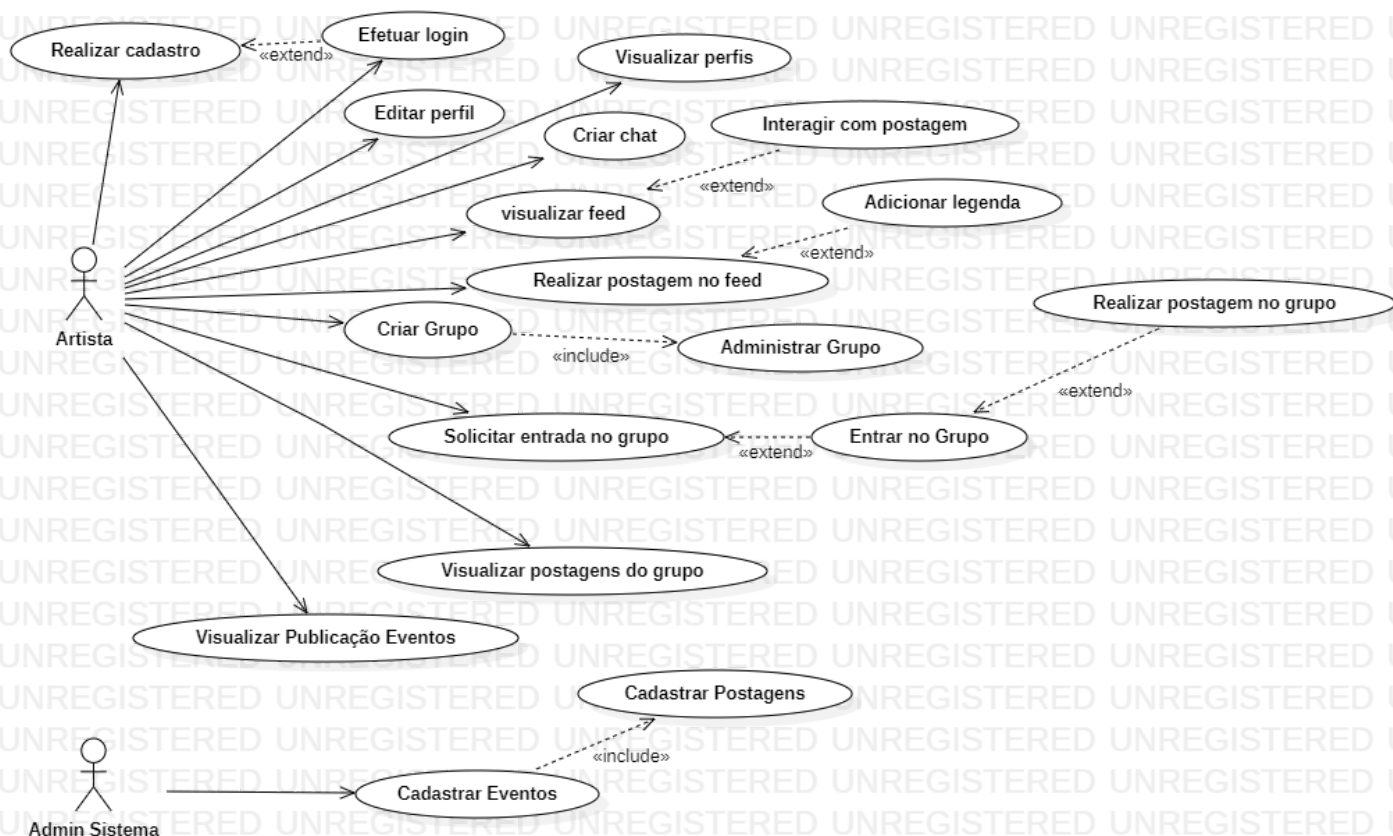 Realizar cadastro
Efetuar login
«extend»
Visualizar perfis
Editar perfil
Criar chat
Interagir com postagem
«extend»
visualizar feed
Adicionar legenda
«extend»
Realizar postagem no feed
Artista
Criar Grupo
«include»
Administrar Grupo
Realizar postagem no grupo
«extend»
Solicitar entrada no grupo
«extend»
Entrar no Grupo
Visualizar postagens do grupo
Visualizar Publicação Eventos
Cadastrar Postagens
«include»
Cadastrar Eventos
Admin Sistema
UNREGISTERED